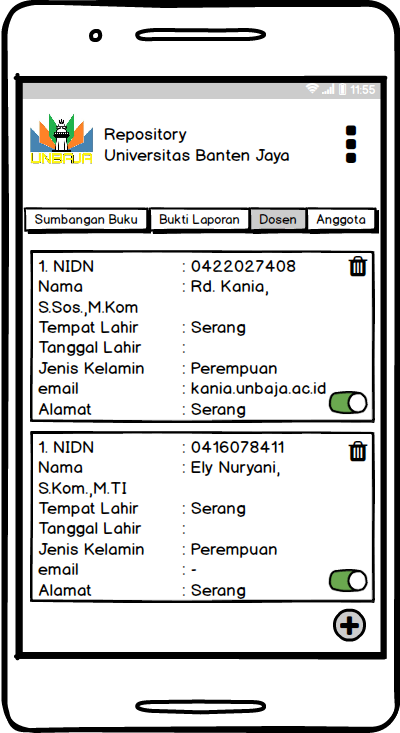 11:55
UNBAJA
Repository
Universitas Banten Jaya
Sumbangan Buku Bukti Laporan Dosen Anggota
1. NIDN : 0422027408
Nama : Rd. Kania,
S.Sos.,M.Kom
Tempat Lahir : Serang
Tanggal Lahir :
Jenis Kelamin : Perempuan
email : kania.unbaja.ac.id
Alamat : Serang
1. NIDN : 0416078411
Nama : Ely Nuryani,
S.Kom.,M.TI
Tempat Lahir : Serang
Tanggal Lahir :
Jenis Kelamin : Perempuan
email : -
Alamat : Serang